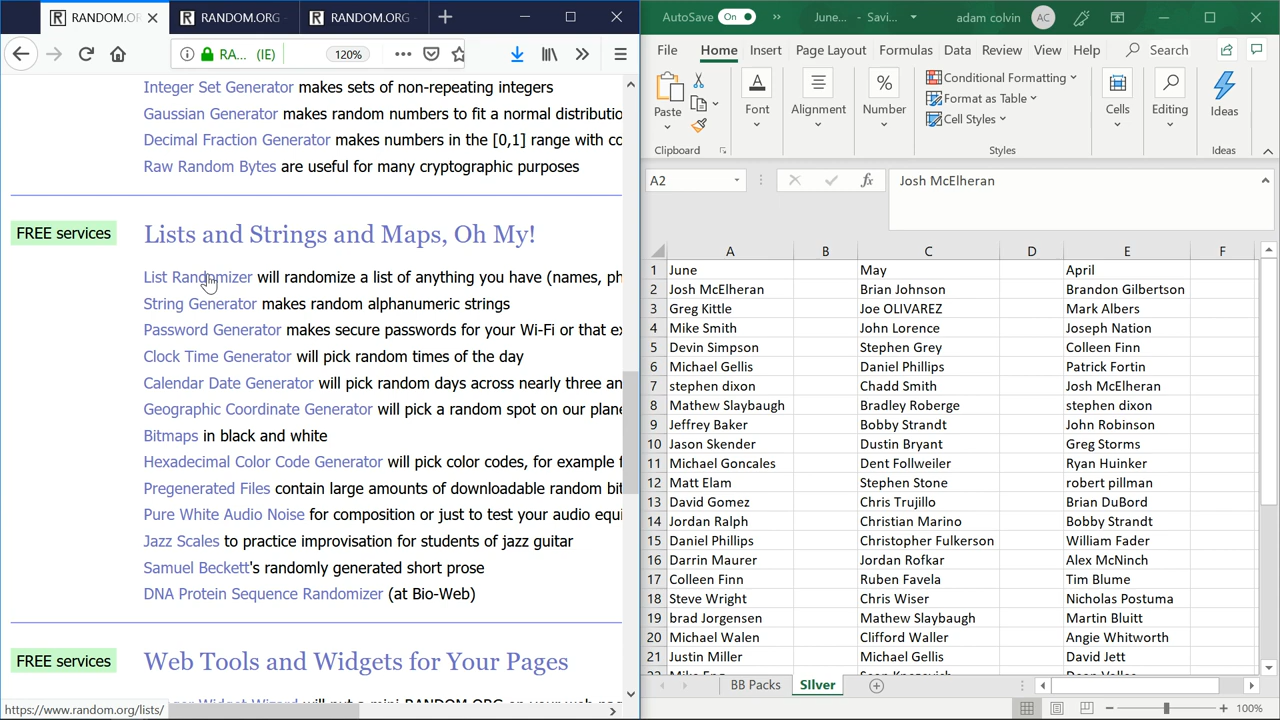 RANDOM.ORG
RANDOM.ORG
RANDOM.ORG
RA... (IE)
120%
Integer Set Generator makes sets of non-repeating integers
Gaussian Generator makes random numbers to fit a normal distributio
Decimal Fraction Generator makes numbers in the [0,1] range with co
Raw Random Bytes are useful for many cryptographic purposes
FREE services
Lists and Strings and Maps, Oh My!
List Randomizer will randomize a list of anything you have (names, ph
String Generator makes random alphanumeric strings
Password Generator makes secure passwords for your Wi-Fi or that ex
Clock Time Generator will pick random times of the day
Calendar Date Generator will pick random days across nearly three an
Geographic Coordinate Generator will pick a random spot on our plane
Bitmaps in black and white
Hexadecimal Color Code Generator will pick color codes, for example f
Pregenerated Files contain large amounts of downloadable random bit
Pure White Audio Noise for composition or just to test your audio equi
Jazz Scales to practice improvisation for students of jazz guitar
Samuel Beckett's randomly generated short prose
DNA Protein Sequence Randomizer (at Bio-Web)
FREE services
Web Tools and Widgets for Your Pages
https://www.random.org/lists/
AutoSave On June... - Savi... adam colvin AC
File Home Insert Page Layout Formulas Data Review View Help Search
Paste
Clipboard
Font
Alignment
Number
Conditional Formatting
Format as Table
Cell Styles
Styles
Cells
Editing
Ideas
Ideas
A2 fx Josh McElheran
A B C D E F
1 June May April
2 Josh McElheran Brian Johnson Brandon Gilbertson
3 Greg Kittle Joe OLIVAREZ Mark Albers
4 Mike Smith John Lorence Joseph Nation
5 Devin Simpson Stephen Grey Colleen Finn
6 Michael Gellis Daniel Phillips Patrick Fortin
7 stephen dixon Chadd Smith Josh McElheran
8 Mathew Slaybaugh Bradley Roberge stephen dixon
9 Jeffrey Baker Bobby Strandt John Robinson
10 Jason Skender Dustin Bryant Greg Storms
11 Michael Goncales Dent Follweiler Ryan Huinker
12 Matt Elam Stephen Stone robert pillman
13 David Gomez Chris Trujillo Brian DuBord
14 Jordan Ralph Christian Marino Bobby Strandt
15 Daniel Phillips Christopher Fulkerson William Fader
16 Darrin Maurer Jordan Rofkar Alex McNinch
17 Colleen Finn Ruben Favela Tim Blume
18 Steve Wright Chris Wiser Nicholas Postuma
19 brad Jorgensen Mathew Slaybaugh Martin Bluitt
20 Michael Walen Clifford Waller Angie Whitworth
21 Justin Miller Michael Gellis David Jett
BB Packs SIlver
100%